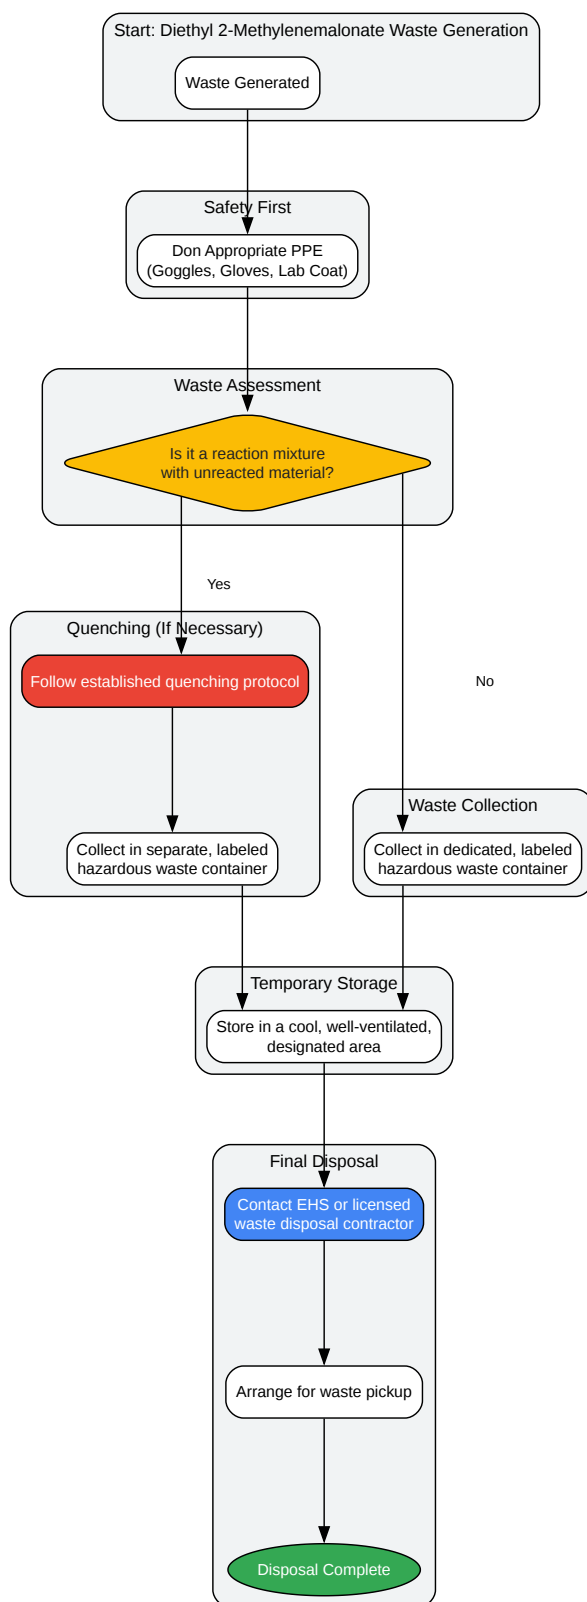 Start: Diethyl 2-Methylenemalonate Waste Generation
Waste Generated
Safety First
Don Appropriate PPE
(Goggles, Gloves, Lab Coat)
Waste Assessment
Is it a reaction mixture
with unreacted material?
Yes
No
Quenching (If Necessary)
Follow established quenching protocol
Collect in separate, labeled
hazardous waste container
Waste Collection
Collect in dedicated, labeled
hazardous waste container
Temporary Storage
Store in a cool, well-ventilated,
designated area
Final Disposal
Contact EHS or licensed
waste disposal contractor
Arrange for waste pickup
Disposal Complete